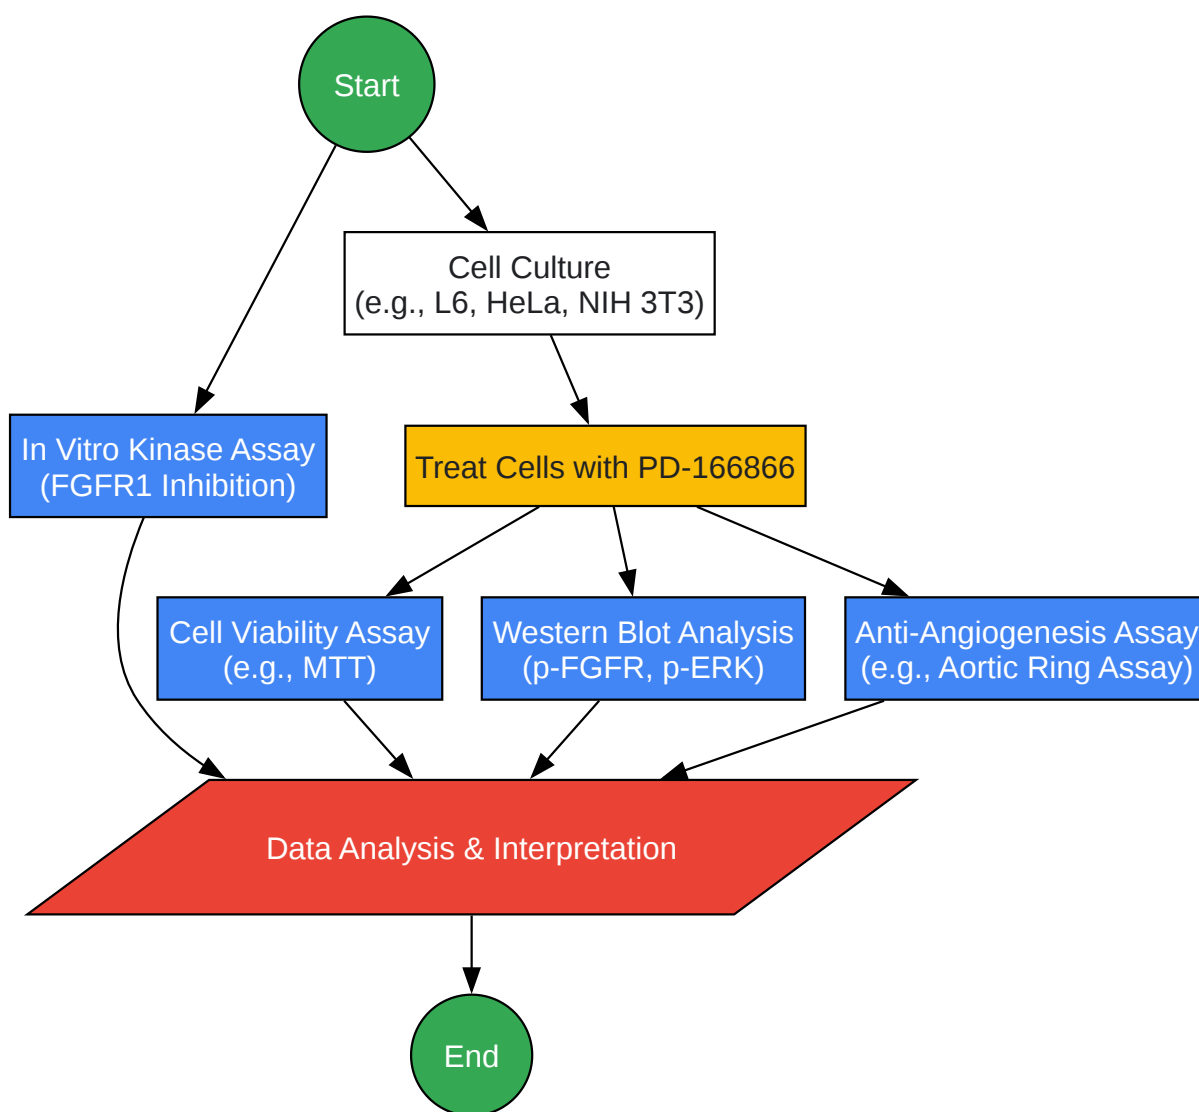 Start
Cell Culture
(e.g., L6, HeLa, NIH 3T3)
In Vitro Kinase Assay
(FGFR1 Inhibition)
Treat Cells with PD-166866
Cell Viability Assay
(e.g., MTT)
Western Blot Analysis
(p-FGFR, p-ERK)
Anti-Angiogenesis Assay
(e.g., Aortic Ring Assay)
Data Analysis & Interpretation
End